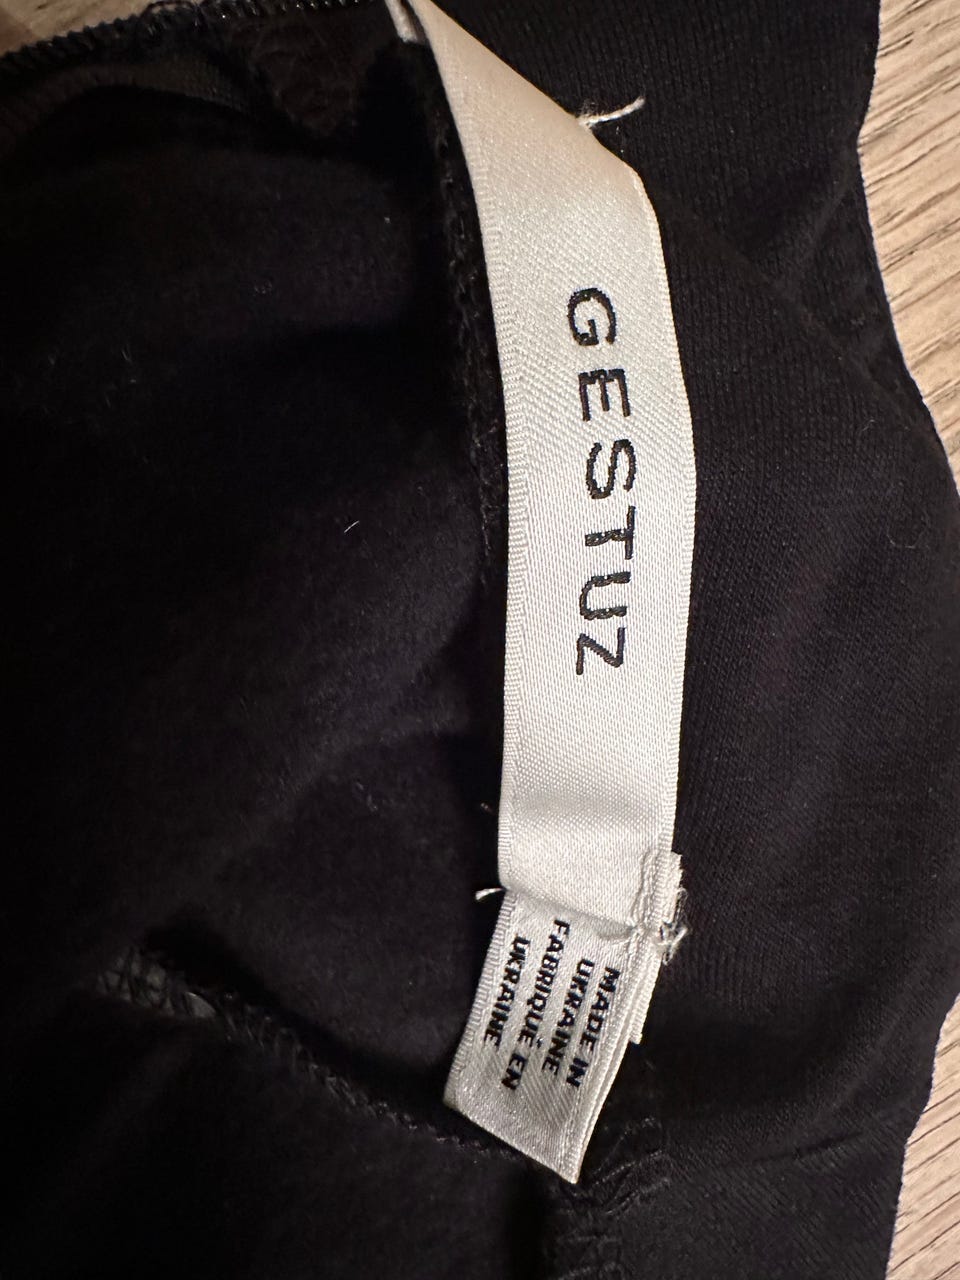 GESTUZ
MADE IN
UKRAINE
FABRIQUÉ EN
UKRAINE